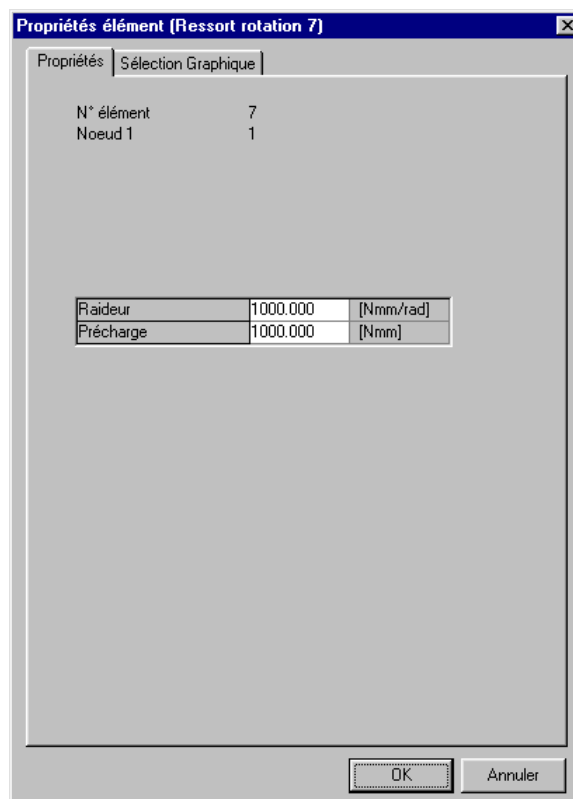 Propriétés élément (Ressort rotation 7)
Propriétés Sélection Graphique
N° élément 7
Noeud 1 1
Raideur 1000.000 [Nmm/rad]
Précharge 1000.000 [Nmm]
OK Annuler